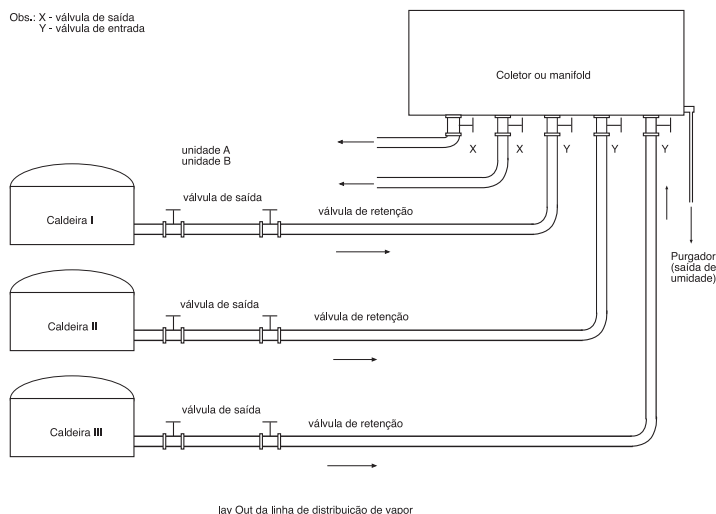 Obs.: X - válvula de saída
Y - válvula de entrada
Coletor ou manifold
X
X
Y
Y
Y
unidade A
unidade B
válvula de saída
válvula de retenção
Caldeira I
Purgador
(saída de
umidade)
válvula de saída
válvula de retenção
Caldeira II
válvula de saída
válvula de retenção
Caldeira III
lay Out da linha de distribuição de vapor